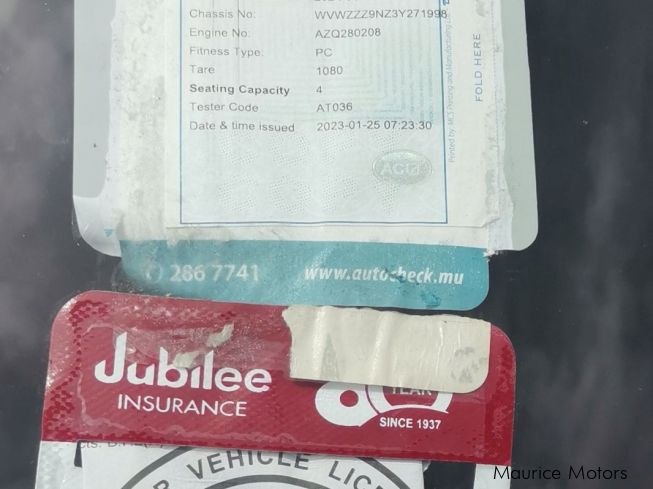 Chassis No: WVWZZZ9NZ3Y271998
Engine No: AZQ280208
Fitness Type: PC
Tare 1080
Seating Capacity 4
Tester Code AT036
Date & time issued 2023-01-25 07:23:30
FOLD HERE
286 7741 www.autocheck.mu
Jubilee
INSURANCE
YEAR
SINCE 1937
VEHICLE LIC
Maurice Motors